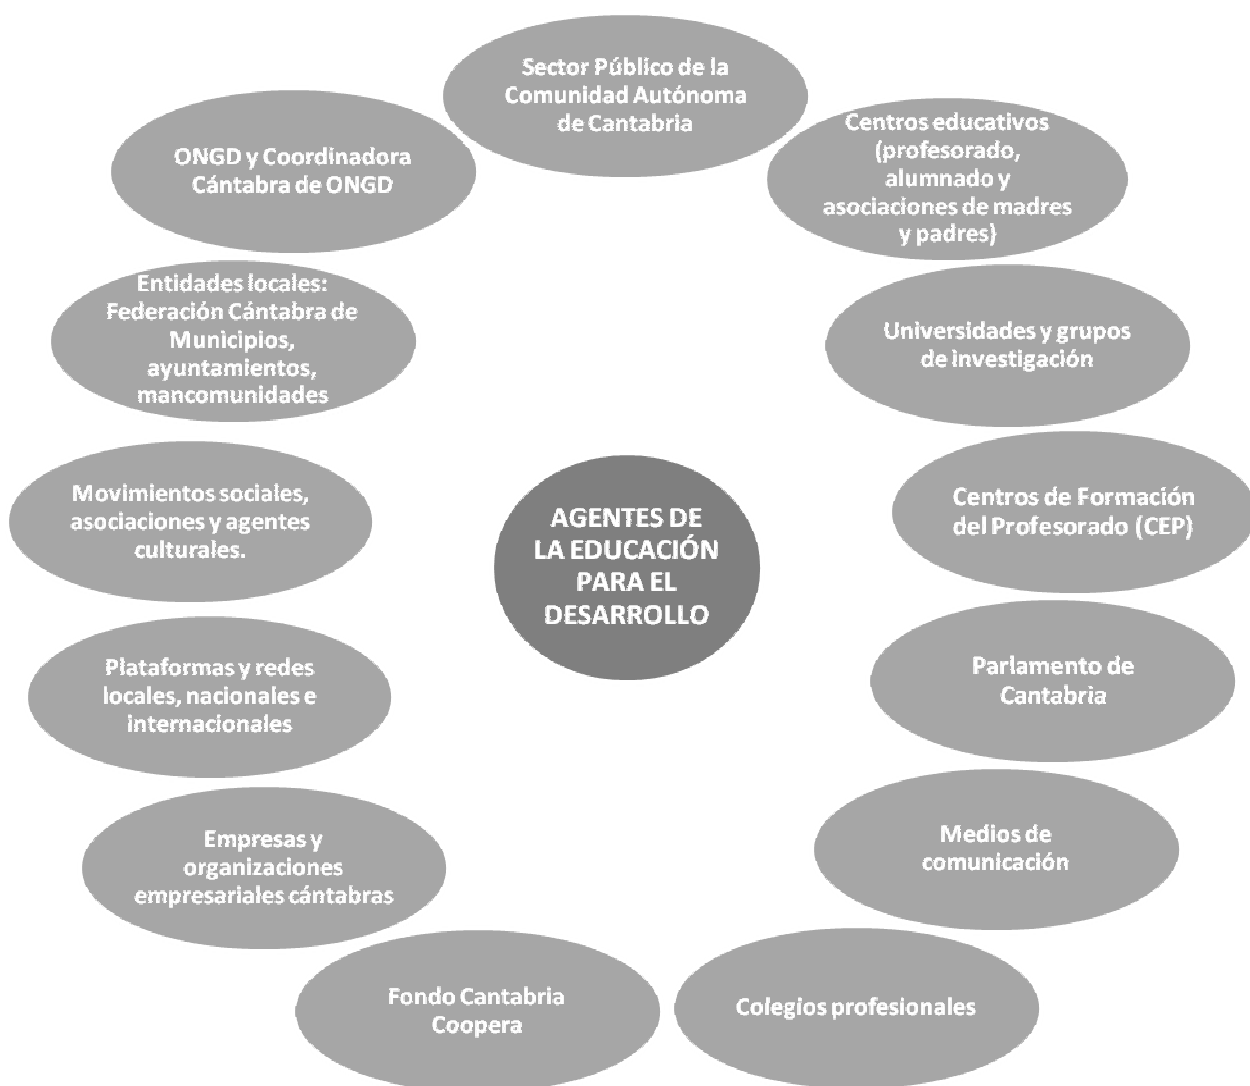 Sector Público de la
Comunidad Autónoma
de Cantabria
Centros educativos
(profesorado,
alumnado y
asociaciones de madres
y padres)
Universidades y grupos
de investigación
Centros de Formación
del Profesorado (CEP)
Parlamento de
Cantabria
Medios de
comunicación
Colegios profesionales
Fondo Cantabria
Coopera
Empresas y
organizaciones
empresariales cántabras
Plataformas y redes
locales, nacionales e
internacionales
Movimientos sociales,
asociaciones y agentes
culturales.
Entidades locales:
Federación Cántabra de
Municipios,
ayuntamientos,
mancomunidades
ONGD y Coordinadora
Cántabra de ONGD
AGENTES DE
LA EDUCACIÓN
PARA EL
DESARROLLO